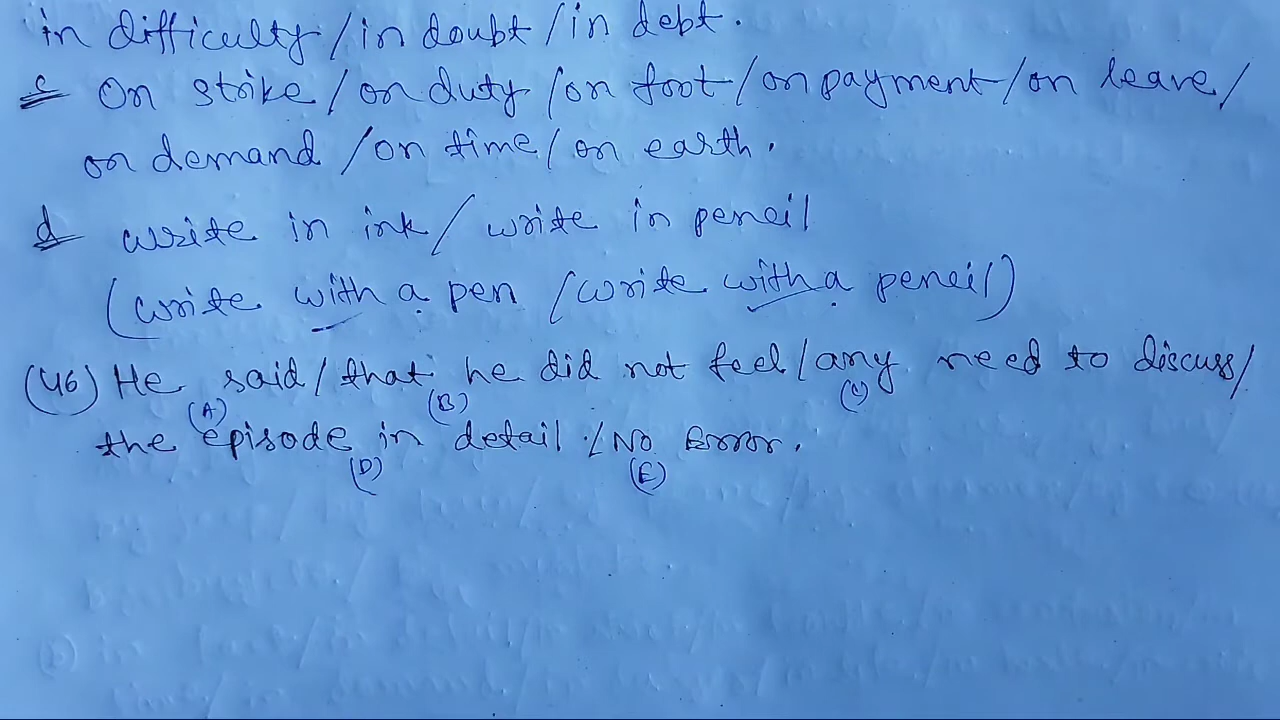 in difficulty/in doubt/in debt.
c On strike/on duty/on foot/on payment/on leave/
on demand/on time/on earth.
d write in ink/write in pencil
(write with a pen/write with a pencil)
(46) He said/that he did not feel/any need to discuss/
(A) (B) (C)
the episode in detail./No Error.
(D) (E)